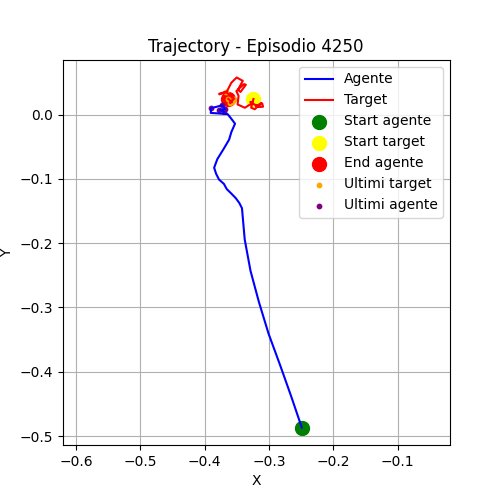 Trajectory - Episodio 4250
Agente
Target
Start agente
Start target
End agente
Ultimi target
Ultimi agente
0.0
−0.1
−0.2
−0.3
−0.4
−0.5
Y
−0.6
−0.5
−0.4
−0.3
−0.2
−0.1
X